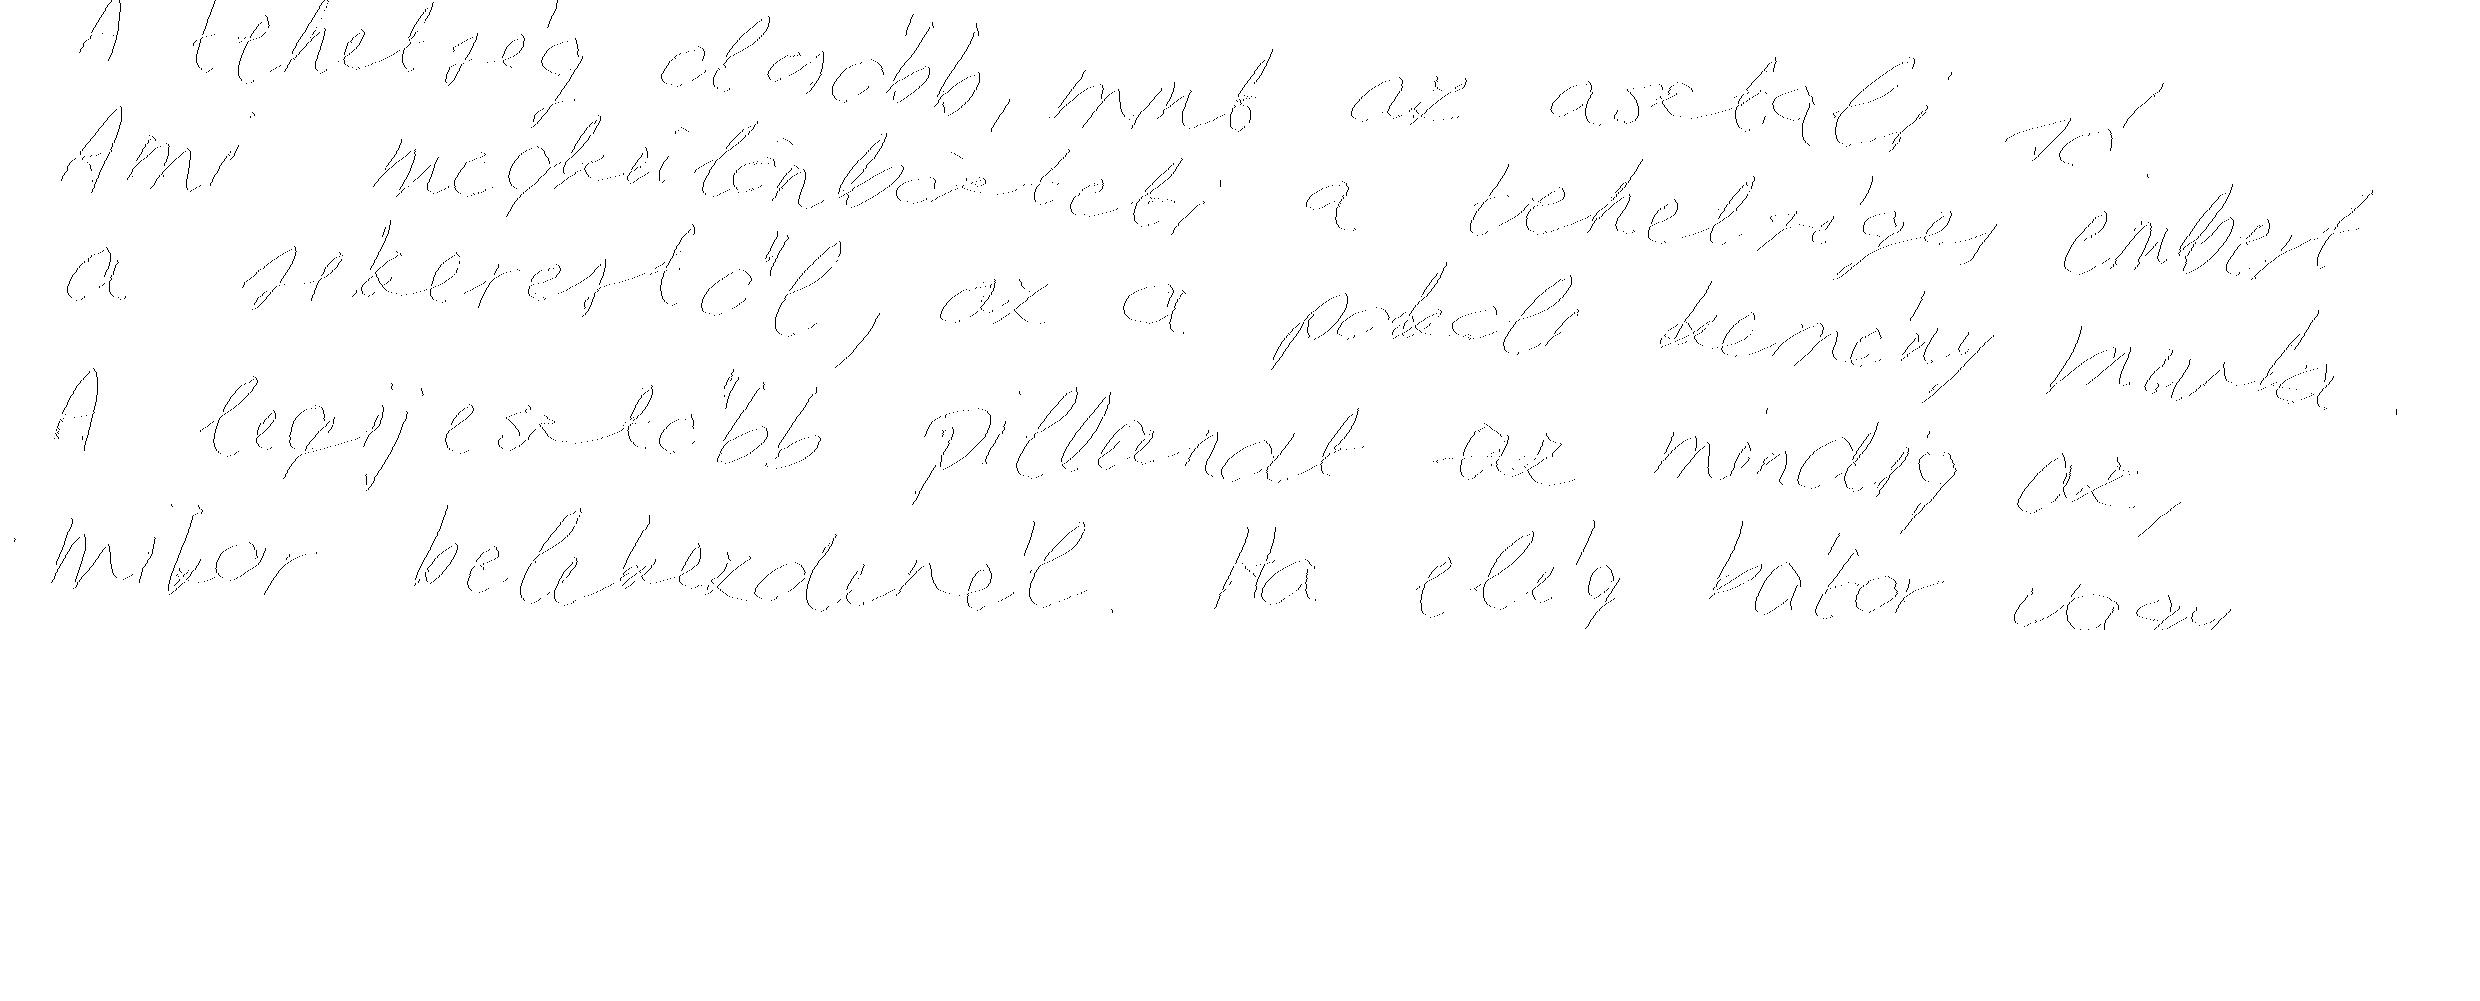 A tehetség olcsóbb, mint az asztali só.
Ami megkülönbözteti a tehetséges embert
a sikerestől, az a pokoli kemény munka.
A legijesztőbb pillanat az mindig az,
mikor belekezdenél. Ha elég bátor vagy